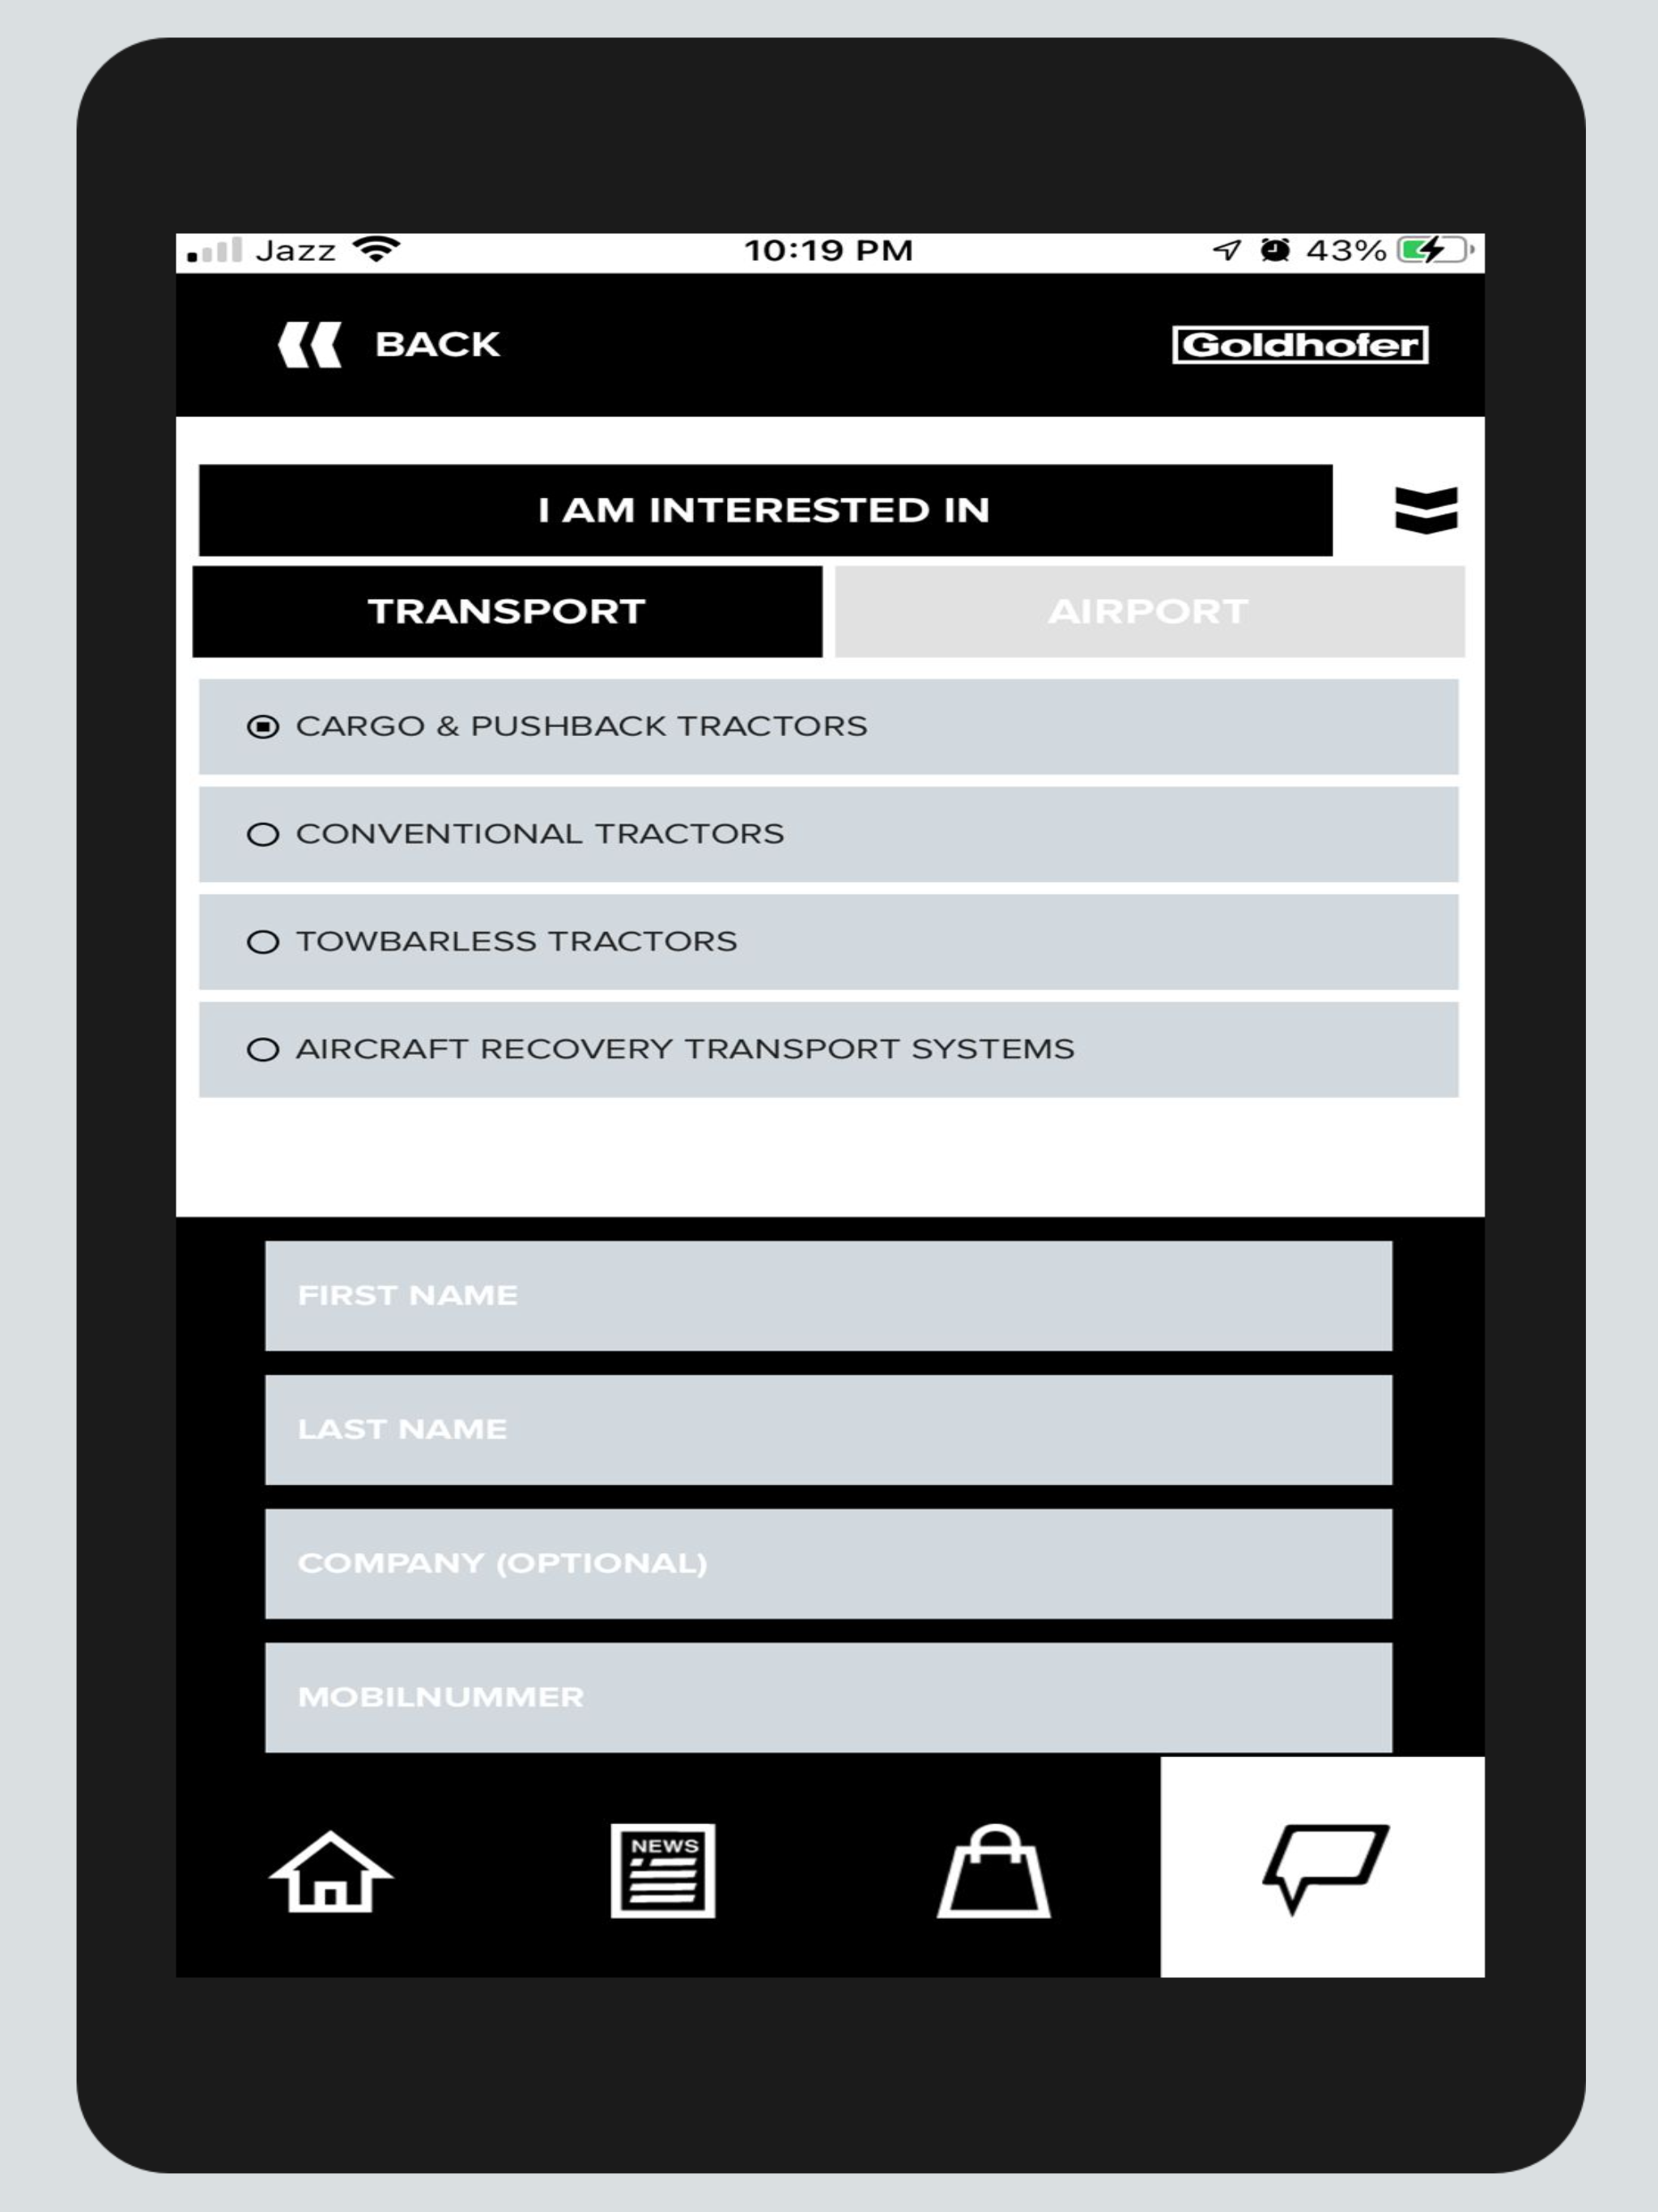 Jazz 10:19 PM 43%
BACK Goldhofer
I AM INTERESTED IN
TRANSPORT AIRPORT
CARGO & PUSHBACK TRACTORS
CONVENTIONAL TRACTORS
TOWBARLESS TRACTORS
AIRCRAFT RECOVERY TRANSPORT SYSTEMS
FIRST NAME
LAST NAME
COMPANY (OPTIONAL)
MOBILNUMMER
NEWS